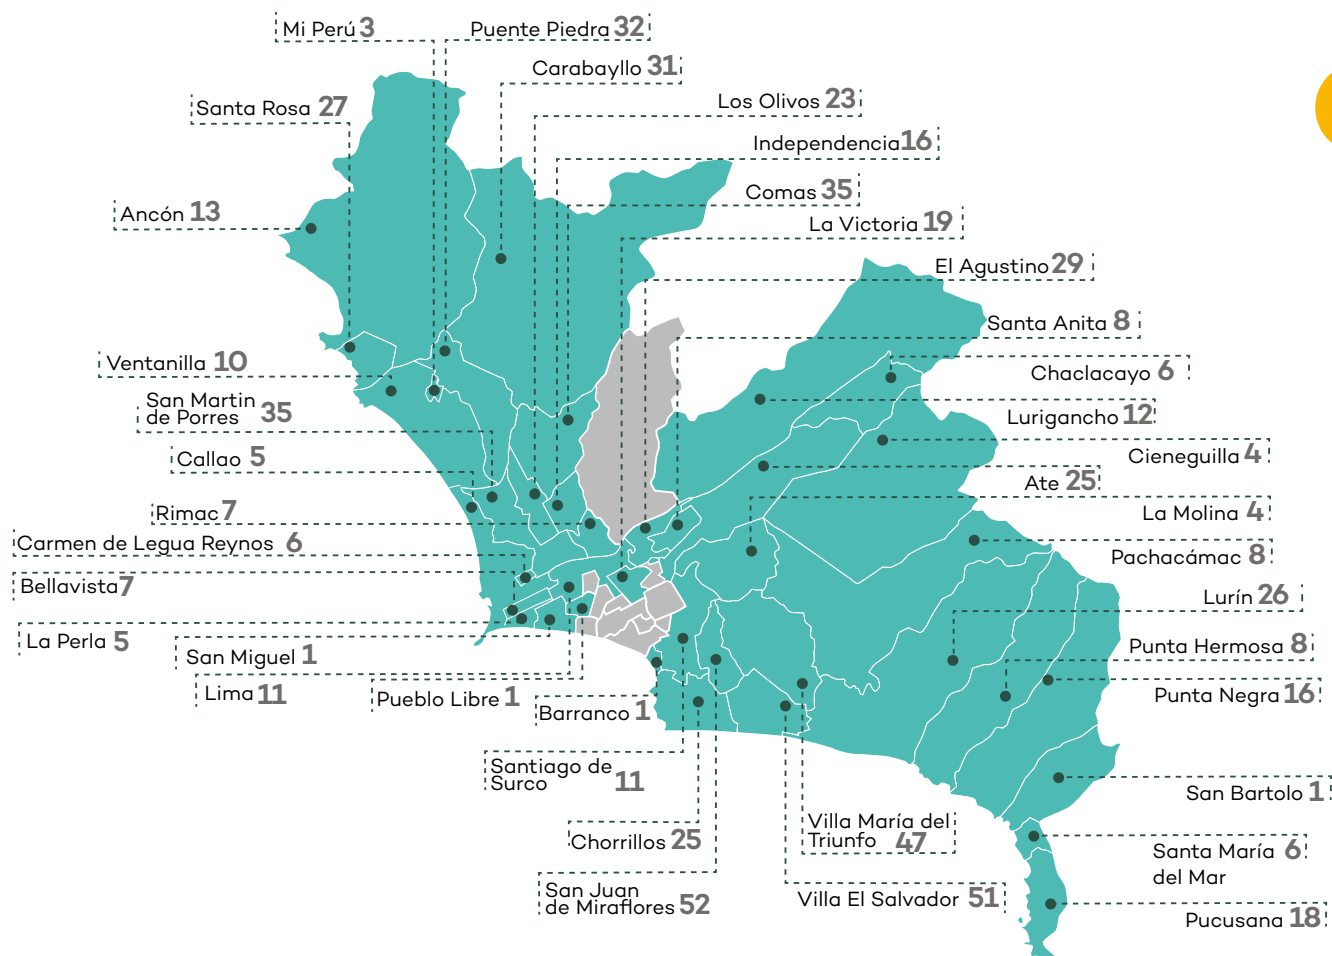 Mi Perú 3
Puente Piedra 32
Carabayllo 31
Santa Rosa 27
Los Olivos 23
Independencia 16
Comas 35
Ancón 13
La Victoria 19
El Agustino 29
Santa Anita 8
Ventanilla 10
Chaclacayo 6
San Martin
de Porres 35
Lurigancho 12
Callao 5
Cieneguilla 4
Ate 25
Rimac 7
La Molina 4
Carmen de Legua Reynos 6
Pachacámac 8
Bellavista 7
Lurín 26
La Perla 5
San Miguel 1
Punta Hermosa 8
Lima 11
Pueblo Libre 1
Barranco 1
Punta Negra 16
Santiago de
Surco 11
San Bartolo 1
Chorrillos 25
Villa María del
Triunfo 47
Santa María 6
del Mar
San Juan
de Miraflores 52
Villa El Salvador 51
Pucusana 18